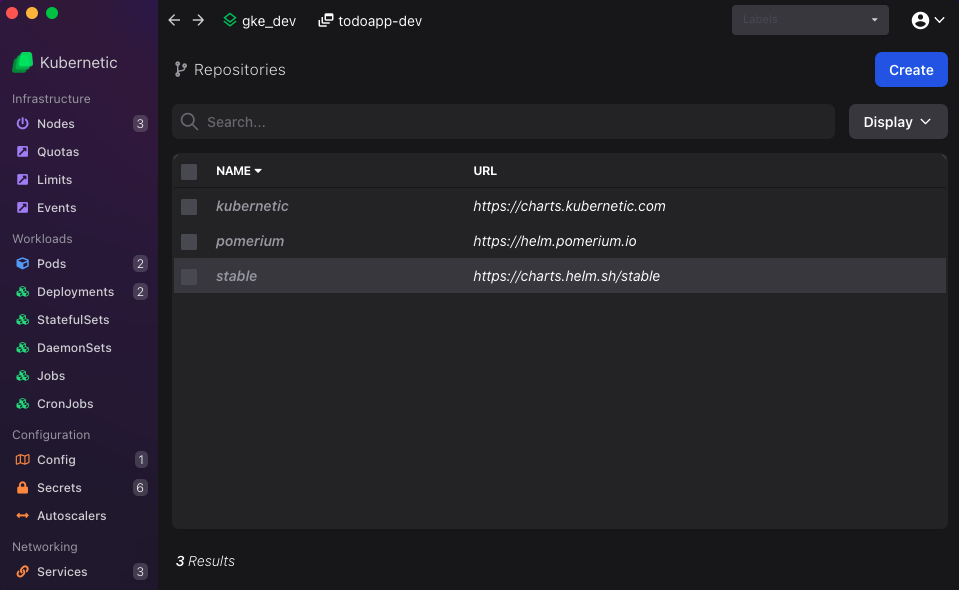 gke_dev todoapp-dev Labels
Kubernetic
Repositories Create
Infrastructure
Nodes 3
Quotas
Limits
Events
Workloads
Pods 2
Deployments 2
StatefulSets
DaemonSets
Jobs
CronJobs
Configuration
Config 1
Secrets 6
Autoscalers
Networking
Services 3
Search... Display
NAME URL
kubernetic https://charts.kubernetic.com
pomerium https://helm.pomerium.io
stable https://charts.helm.sh/stable
3 Results